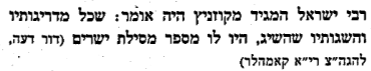 רבי ישראל המגיד מקוזניץ היה אומר: שכל מדריגותיו
והשגותיו שהשיג, היו לו מספר מסילת ישרים (דור דעה,
להגה"צ רי"א קאמהלר)